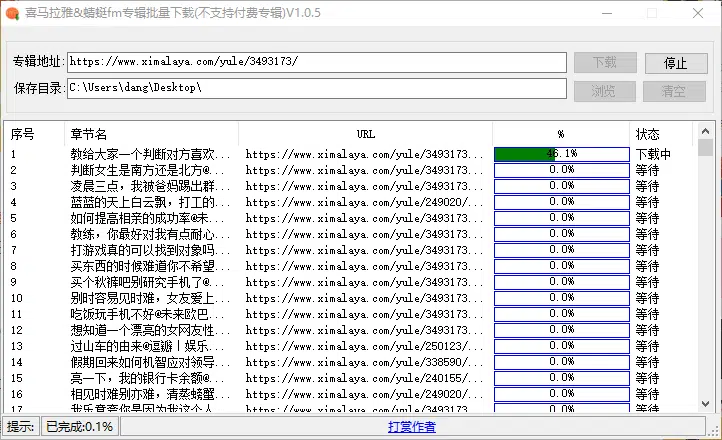 喜马拉雅&蜻蜓fm专辑批量下载(不支持付费专辑)V1.0.5
专辑地址: https://www.ximalaya.com/yule/3493173/ 下载 停止
保存目录: C:\Users\dang\Desktop\ 浏览 清空
序号 章节名 URL % 状态
1 教给大家一个判断对方喜欢... https://www.ximalaya.com/yule/3493173... 46.1% 下载中
2 判断女生是南方还是北方@... https://www.ximalaya.com/yule/3493173... 0.0% 等待
3 凌晨三点，我被妈踢出群... https://www.ximalaya.com/yule/3493173... 0.0% 等待
4 蓝蓝的天上白云飘，打工的... https://www.ximalaya.com/yule/249020/... 0.0% 等待
5 如何提高相亲的成功率@未... https://www.ximalaya.com/yule/3493173... 0.0% 等待
6 教练，你最好对我有点耐心... https://www.ximalaya.com/yule/3493173... 0.0% 等待
7 打游戏真的可以找到对象吗... https://www.ximalaya.com/yule/3493173... 0.0% 等待
8 买东西的时候难道你不希望... https://www.ximalaya.com/yule/3493173... 0.0% 等待
9 买个秋裤吧别研究手机了@... https://www.ximalaya.com/yule/3493173... 0.0% 等待
10 别时容易见时难，女友爱上... https://www.ximalaya.com/yule/3493173... 0.0% 等待
11 吃饭玩手机不好@未来欧巴... https://www.ximalaya.com/yule/3493173... 0.0% 等待
12 想知道一个漂亮的女网友性... https://www.ximalaya.com/yule/3493173... 0.0% 等待
13 过山车的由来@逗瓣丨娱乐... https://www.ximalaya.com/yule/250123/... 0.0% 等待
14 假期回来如何机智应对领导... https://www.ximalaya.com/yule/338590/... 0.0% 等待
15 亮一下，我的银行卡余额@... https://www.ximalaya.com/yule/240155/... 0.0% 等待
16 相见时难别亦难，清蒸螃蟹... https://www.ximalaya.com/yule/249020/... 0.0% 等待
17 https://www.ximalaya.com/yule/3493173... 0.0% 等待
提示: 已完成:0.1% 打赏作者